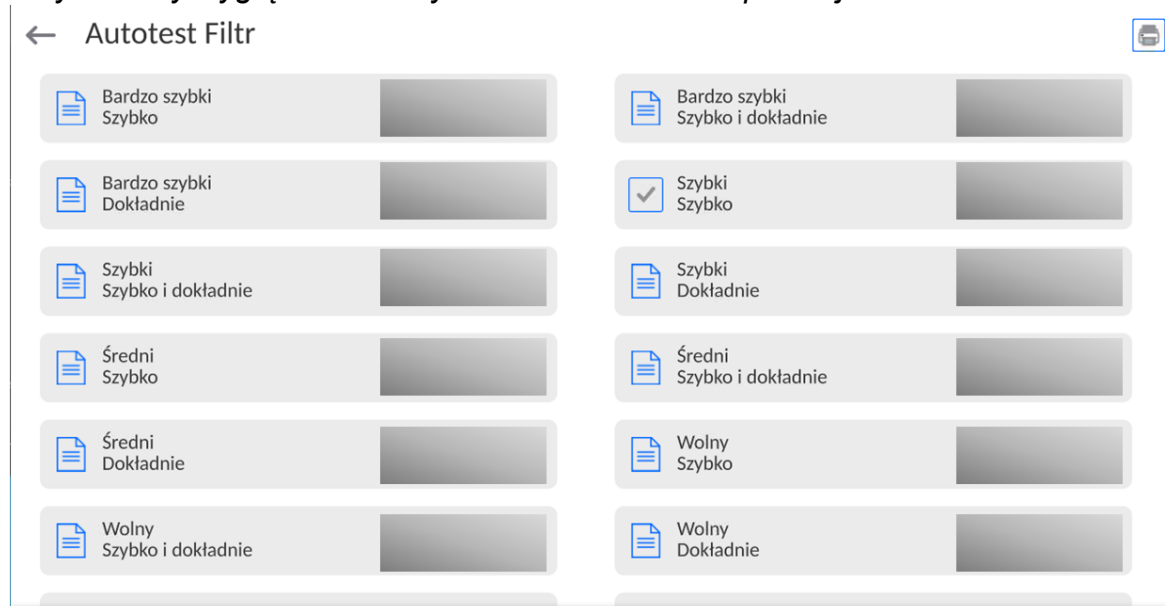 Autotest Filtr
Bardzo szybki
Szybko
Bardzo szybki
Szybko i dokładnie
Bardzo szybki
Dokładnie
Szybki
Szybko
Szybki
Szybko i dokładnie
Szybki
Dokładnie
Średni
Szybko
Średni
Szybko i dokładnie
Średni
Dokładnie
Wolny
Szybko
Wolny
Szybko i dokładnie
Wolny
Dokładnie